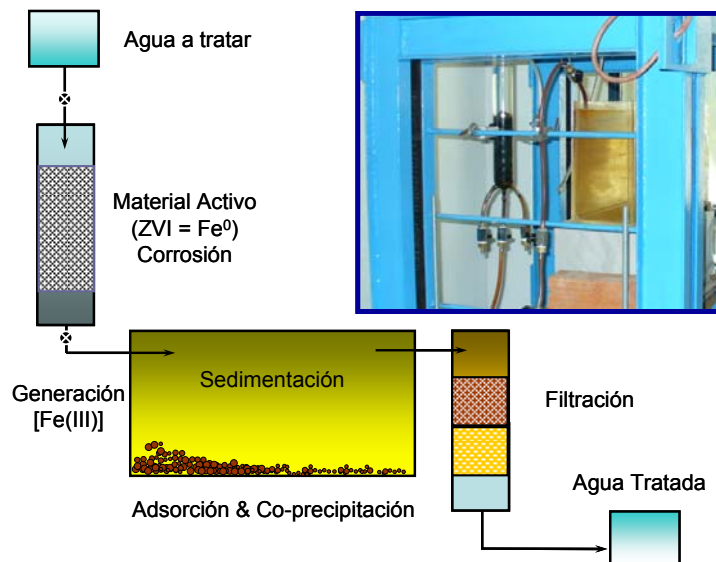 Agua a tratar
Material Activo
(ZVI = Fe⁰)
Corrosión
Generación
[Fe(III)]
Sedimentación
Filtración
Adsorción & Co-precipitación
Agua Tratada